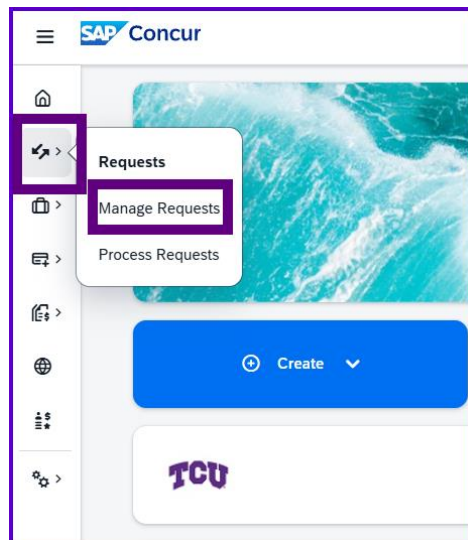 SAP Concur
Requests
Manage Requests
Process Requests
Create
TCU